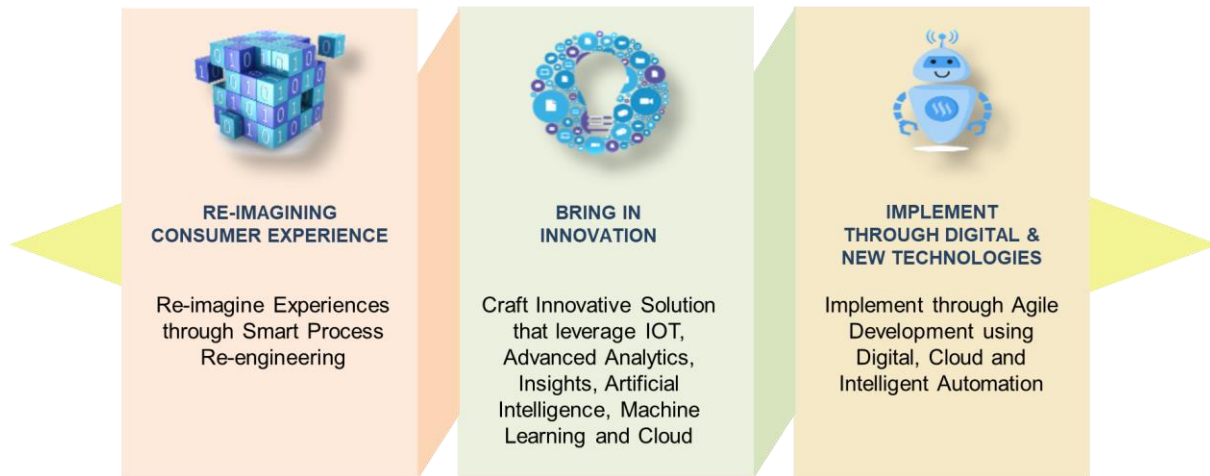 RE-IMAGINING
CONSUMER EXPERIENCE
Re-imagine Experiences
through Smart Process
Re-engineering
BRING IN
INNOVATION
Craft Innovative Solution
that leverage IOT,
Advanced Analytics,
Insights, Artificial
Intelligence, Machine
Learning and Cloud
IMPLEMENT
THROUGH DIGITAL &
NEW TECHNOLOGIES
Implement through Agile
Development using
Digital, Cloud and
Intelligent Automation